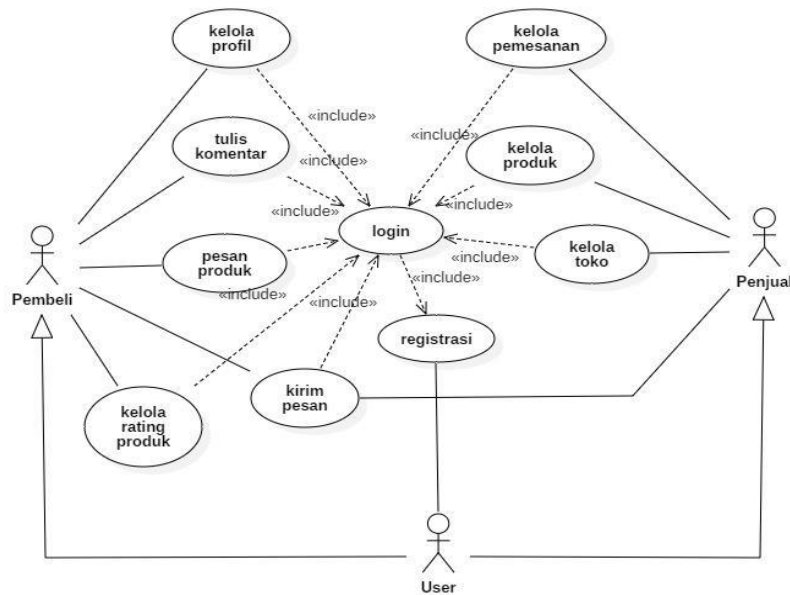 kelola
profil
kelola
pemesanan
«include»
tulis
komentar
«include»
«include»
kelola
produk
«include»
«include»
login
pesan
produk
kelola
toko
Pembeli
Penjual
«include»
«include»
«include»
«include»
registrasi
kirim
pesan
kelola
rating
produk
User